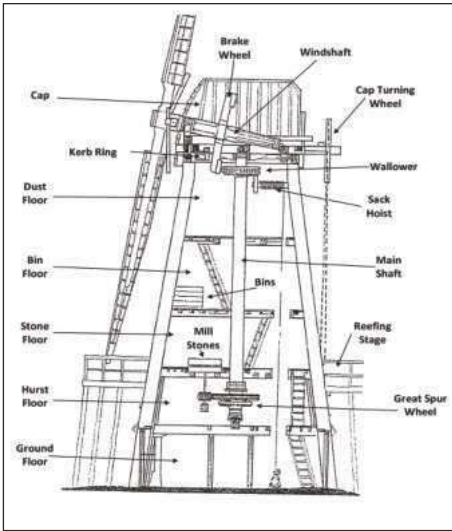 Brake
Wheel
Windshaft
Cap
Cap Turning
Wheel
Kerb Ring
Wallower
Dust
Floor
Sack
Hoist
Bin
Floor
Main
Shaft
Bins
Stone
Floor
Mill
Stones
Reefing
Stage
Hurst
Floor
Great Spur
Wheel
Ground
Floor